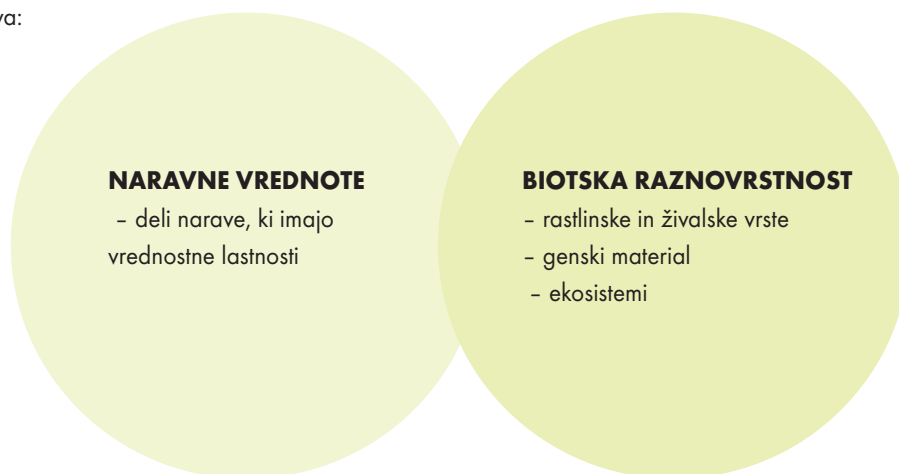 va:
NARAVNE VREDNOTE
– deli narave, ki imajo
vrednostne lastnosti
BIOTSKA RAZNOVRSTNOST
– rastlinske in živalske vrste
– genski material
– ekosistemi